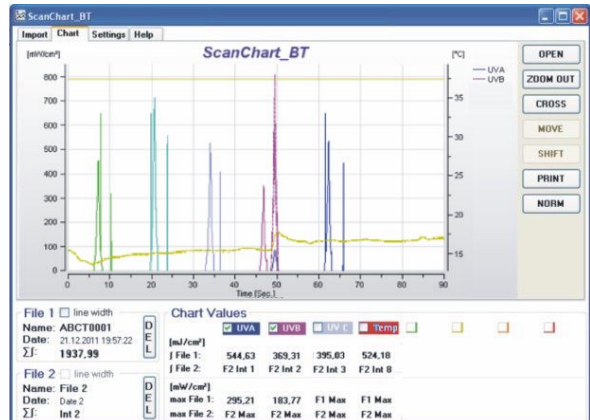 ScanChart_BT
Import Chart Settings Help
[mW/cm²] ScanChart_BT [°C]
UVA
UVB
800
700
600
500
400
300
200
100
0
35
30
25
20
15
0 10 20 30 40 50 60 70 80 90
Time [Sec.]
OPEN
ZOOM OUT
CROSS
MOVE
SHIFT
PRINT
NORM
File 1 line width
Name: ABCT0001
Date: 21.12.2011 19:57:22
∑∫: 1937,99
DEL
File 2 line width
Name: File 2
Date: Date 2
∑∫: Int 2
DEL
Chart Values
UVA UVB UV C Temp
[mJ/cm²]
∫ File 1: 544,63 369,31 395,03 524,18
∫ File 2: F2 Int 1 F2 Int 2 F2 Int 3 F2 Int 8
[mW/cm²]
max File 1: 295,21 183,77 F1 Max F1 Max
max File 2: F2 Max F2 Max F2 Max F2 Max